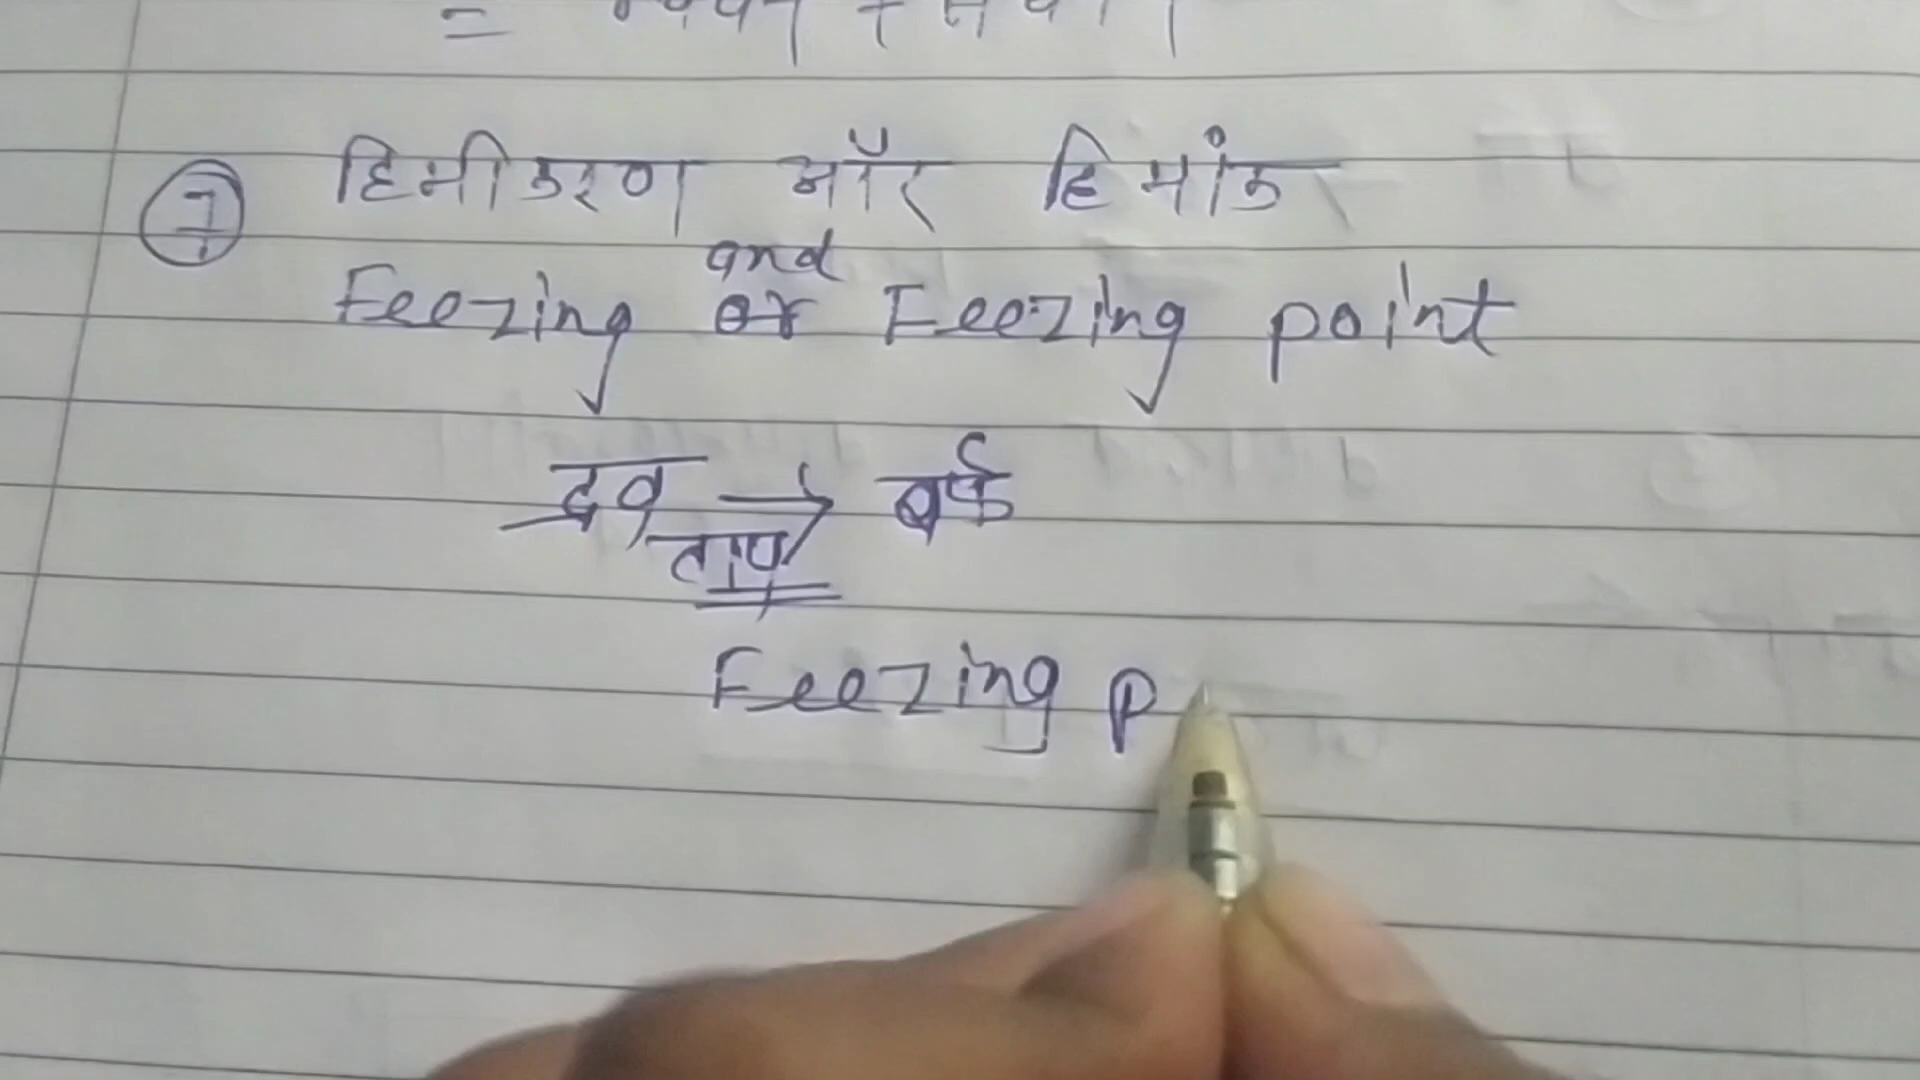 ⑦ हिमीकरण और हिमांक
and
Feezing or Feezing point
द्रव → बर्फ
ताप
Feezing p